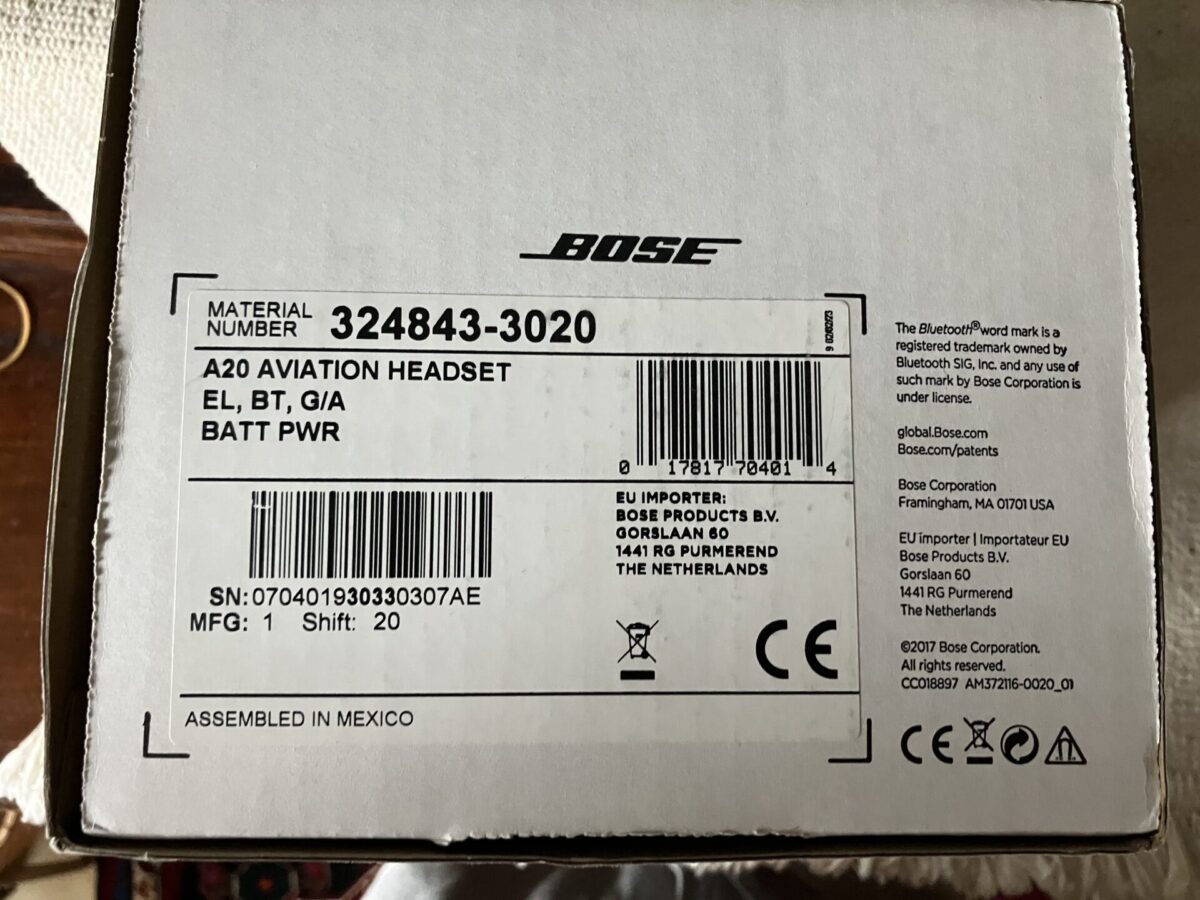 BOSE
MATERIAL
NUMBER 324843-3020
A20 AVIATION HEADSET
EL, BT, G/A
BATT PWR
0 17817 70401 4
SN:070401930330307AE
MFG: 1 Shift: 20
EU IMPORTER:
BOSE PRODUCTS B.V.
GORSLAAN 60
1441 RG PURMEREND
THE NETHERLANDS
CE
ASSEMBLED IN MEXICO
The Bluetooth® word mark is a
registered trademark owned by
Bluetooth SIG, Inc. and any use of
such mark by Bose Corporation is
under license.
global.Bose.com
Bose.com/patents
Bose Corporation
Framingham, MA 01701 USA
EU importer | Importateur EU
Bose Products B.V.
Gorslaan 60
1441 RG Purmerend
The Netherlands
©2017 Bose Corporation.
All rights reserved.
CC018897 AM372116-0020_01
CE